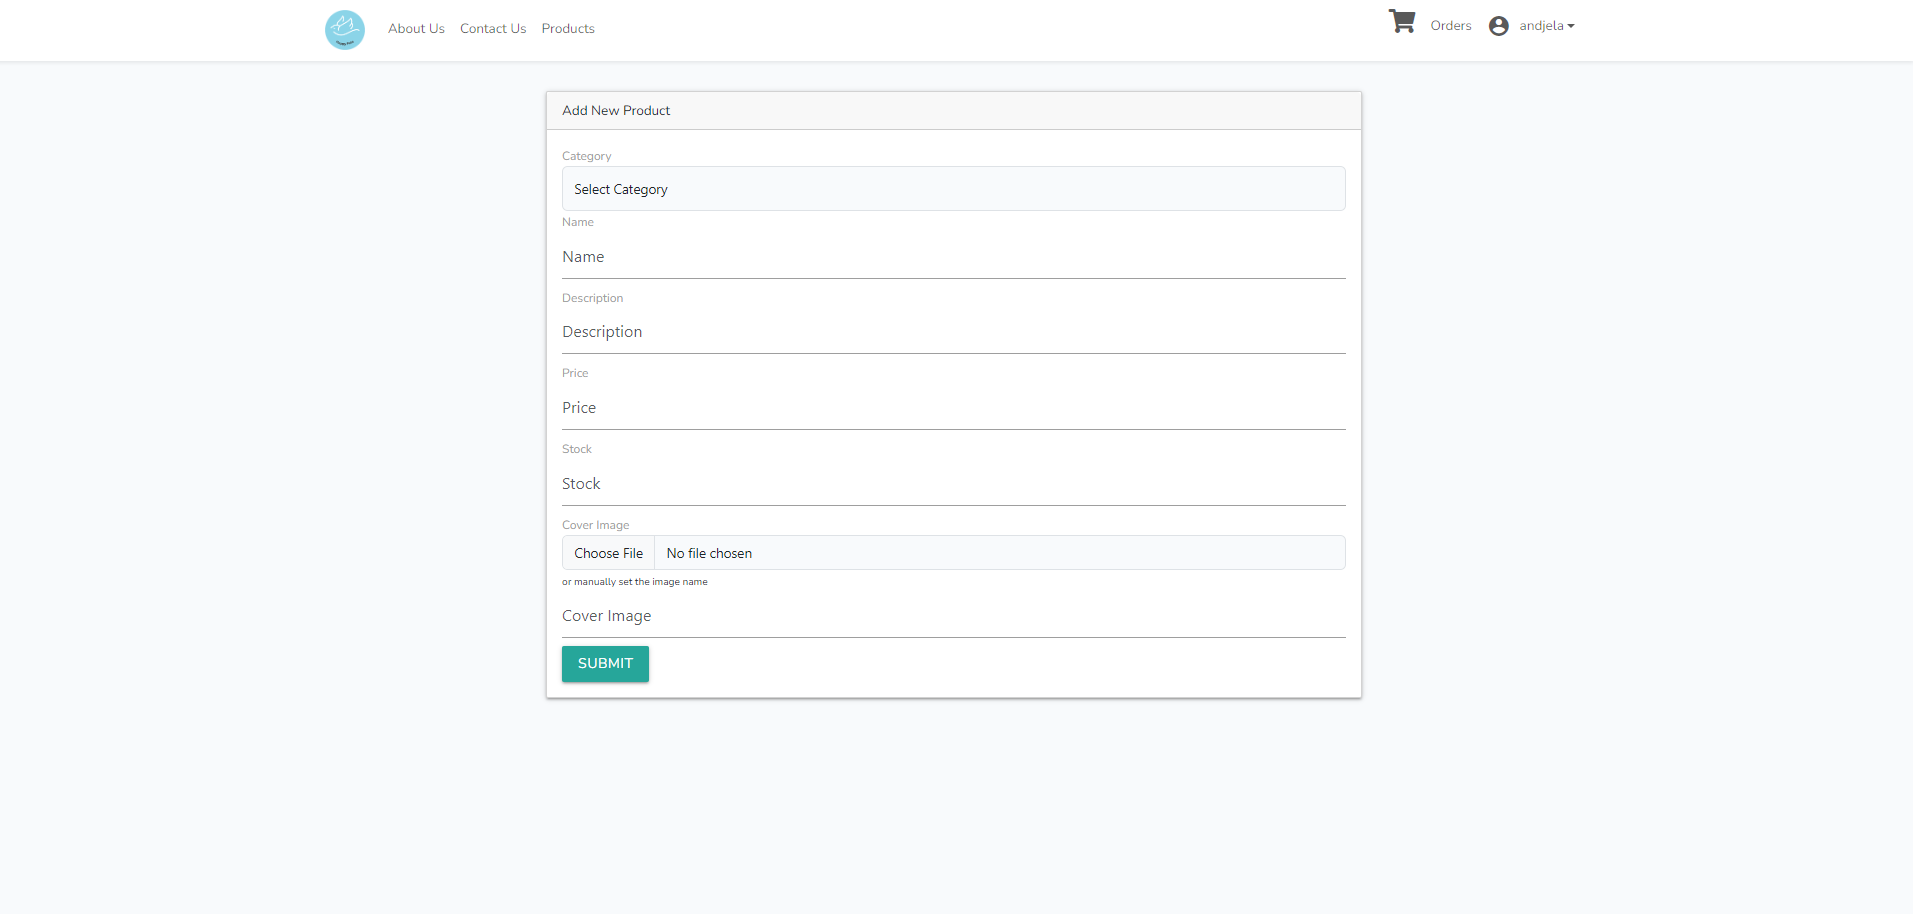 About Us Contact Us Products Orders andjela
Add New Product
Category
Select Category
Name
Name
Description
Description
Price
Price
Stock
Stock
Cover Image
Choose File No file chosen
or manually set the image name
Cover Image
SUBMIT